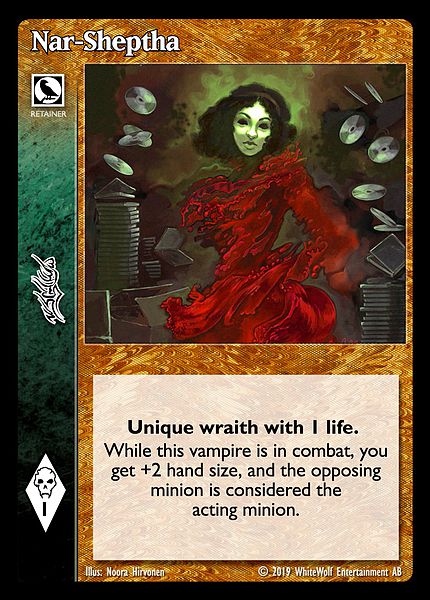 Nar-Sheptha
RETAINER
Unique wraith with 1 life.
While this vampire is in combat, you
get +2 hand size, and the opposing
minion is considered the
acting minion.
1
Illus: Noora Hirvonen
© 2019 WhiteWolf Entertainment AB